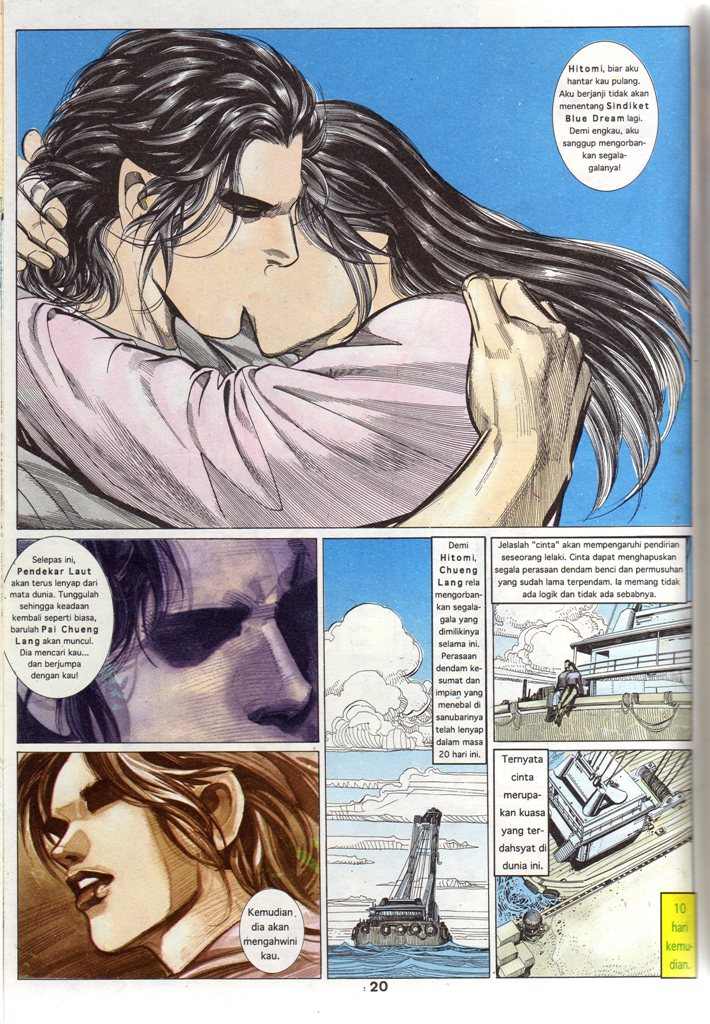 Hitomi, biar aku
hantar kau pulang.
Aku berjanji tidak akan
menentang Sindiket
Blue Dream lagi.
Demi engkau, aku
sanggup mengorban-
kan segala-
galanya!
Selepas ini,
Pendekar Laut
akan terus lenyap dari
mata dunia. Tunggulah
sehingga keadaan
kembali seperti biasa,
barulah Pai Chueng
Lang akan muncul.
Dia mencari kau...
dan berjumpa
dengan kau!
Kemudian
dia akan
mengahwini
kau.
Demi
Hitomi,
Chueng
Lang rela
mengorban-
kan segala-
gala yang
dimilikinya
selama ini.
Perasaan
dendam ke-
sumat dan
impian yang
menebal di
sanubarinya
telah lenyap
dalam masa
20 hari ini.
Jelaslah "cinta" akan mempengaruhi pendirian
seseorang lelaki. Cinta dapat menghapuskan
segala perasaan dendam benci dan permusuhan
yang sudah lama terpendam. Ia memang tidak
ada logik dan tidak ada sebabnya.
Ternyata
cinta
merupa-
kan kuasa
yang ter-
dahsyat di
dunia ini.
10
hari
kemu-
dian.
20